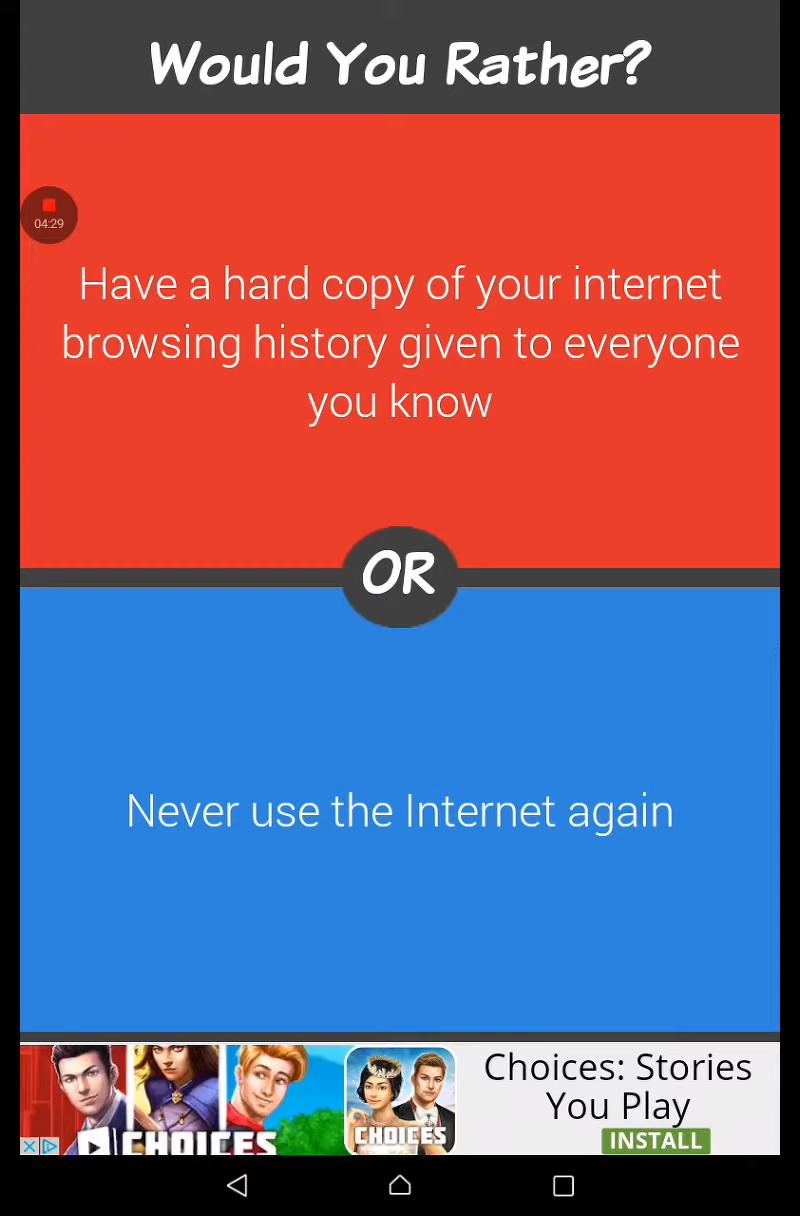 Would You Rather?
04:29
Have a hard copy of your internet
browsing history given to everyone
you know
OR
Never use the Internet again
CHOICES
CHOICES
Choices: Stories
You Play
INSTALL